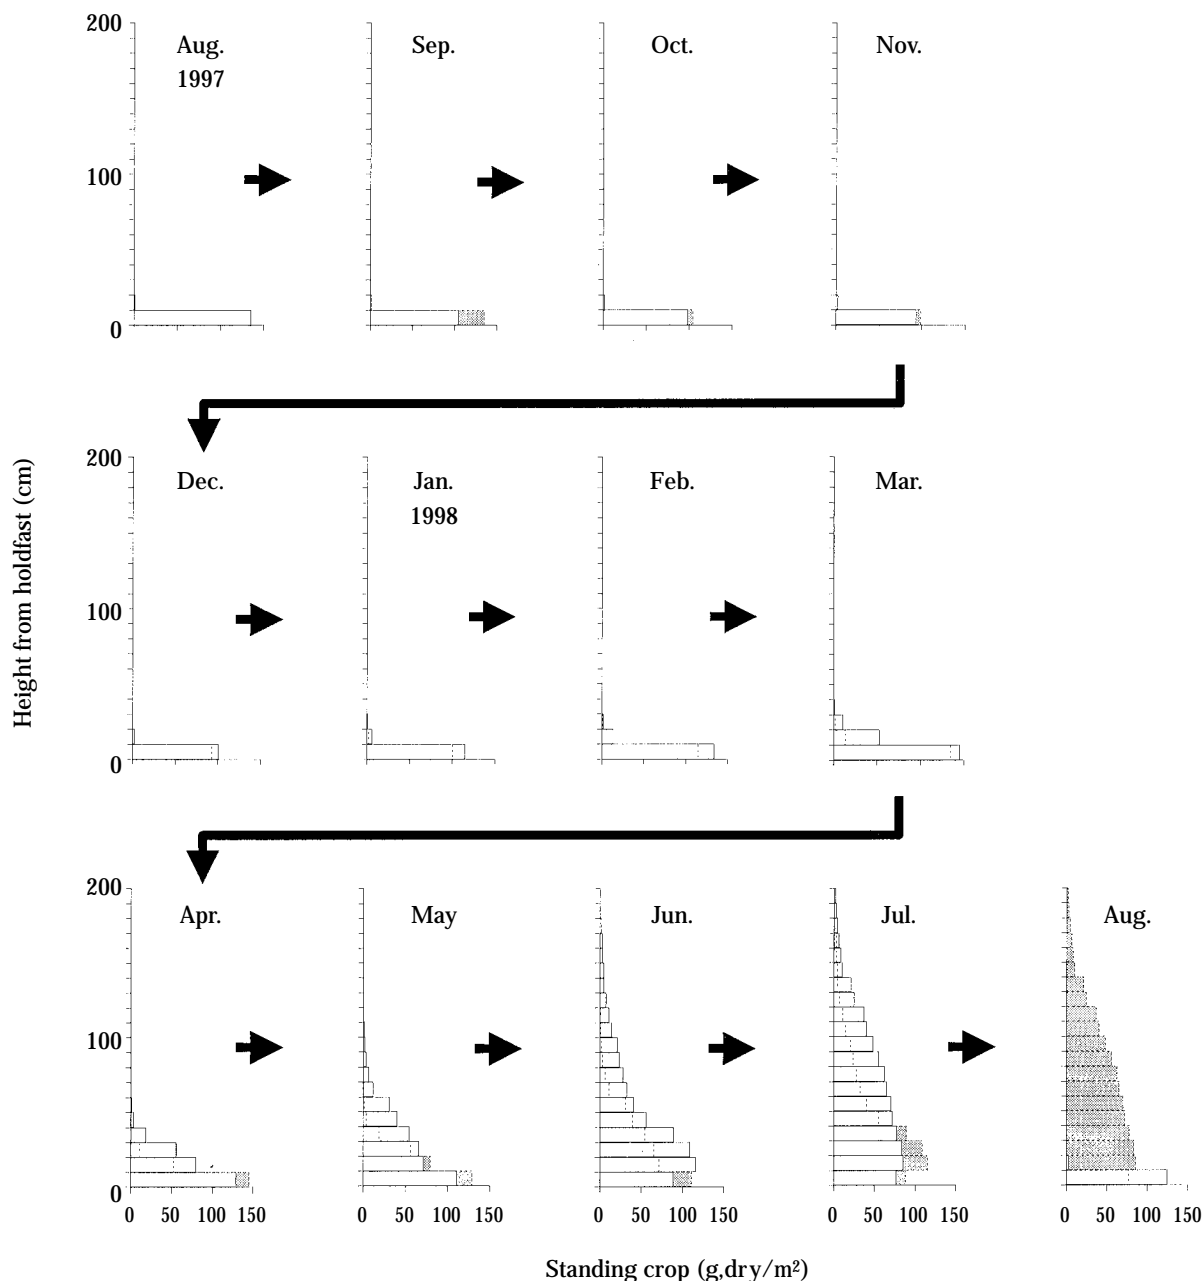 200
Aug.
1997
Sep.
Oct.
Nov.
100
0
Height from holdfast (cm)
200
Dec.
Jan.
1998
Feb.
Mar.
100
0
200
Apr.
May
Jun.
Jul.
Aug.
100
0
0 50 100 150
0 50 100 150
0 50 100 150
0 50 100 150
0 50 100 150
Standing crop (g,dry/m²)